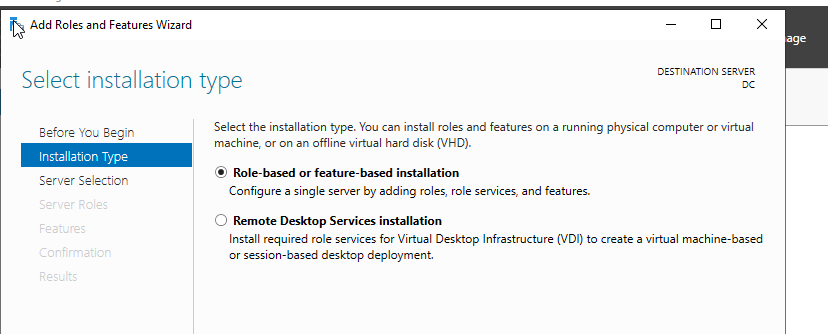 Add Roles and Features Wizard
age
Select installation type
DESTINATION SERVER
DC
Before You Begin
Installation Type
Server Selection
Server Roles
Features
Confirmation
Results
Select the installation type. You can install roles and features on a running physical computer or virtual
machine, or on an offline virtual hard disk (VHD).
Role-based or feature-based installation
Configure a single server by adding roles, role services, and features.
Remote Desktop Services installation
Install required role services for Virtual Desktop Infrastructure (VDI) to create a virtual machine-based
or session-based desktop deployment.